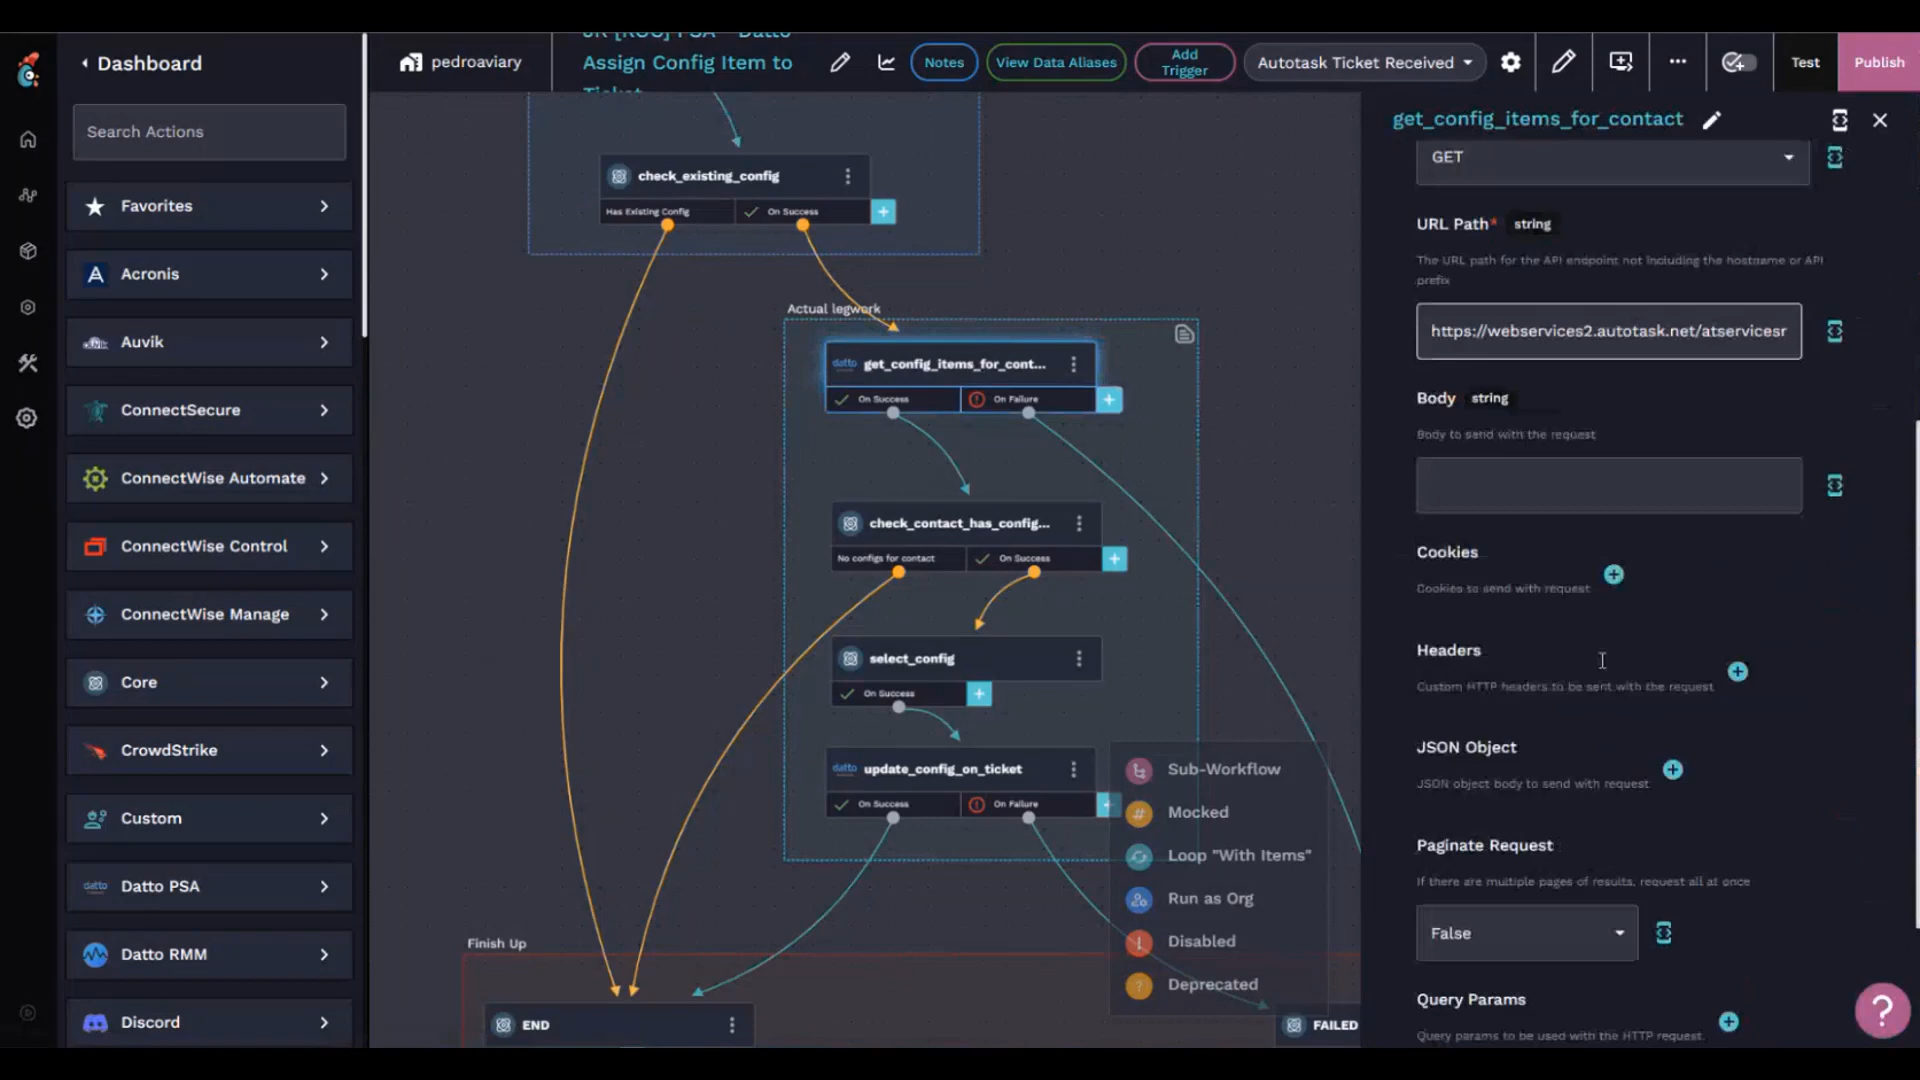 Dashboard
Search Actions
Favorites
Acronis
Auvik
ConnectSecure
ConnectWise Automate
ConnectWise Control
ConnectWise Manage
Core
CrowdStrike
Custom
datto
Datto PSA
Datto RMM
Discord
pedroaviary
Assign Config Item to
Notes
View Data Aliases
Add
Trigger
Autotask Ticket Received
Test
Publish
check_existing_config
Has Existing Config
On Success
Actual legwork
datto
get_config_items_for_cont...
On Success
On Failure
check_contact_has_config...
No configs for contact
On Success
select_config
On Success
datto
update_config_on_ticket
On Success
On Failure
Sub-Workflow
Mocked
Loop "With Items"
Run as Org
Disabled
Deprecated
Finish Up
END
FAILED
get_config_items_for_contact
GET
URL Path* string
The URL path for the API endpoint not including the hostname or API
prefix
https://webservices2.autotask.net/atservicesr
Body string
Body to send with the request
Cookies
Cookies to send with request
Headers
Custom HTTP headers to be sent with the request
JSON Object
JSON object body to send with request
Paginate Request
If there are multiple pages of results, request all at once
False
Query Params
Query params to be used with the HTTP request.